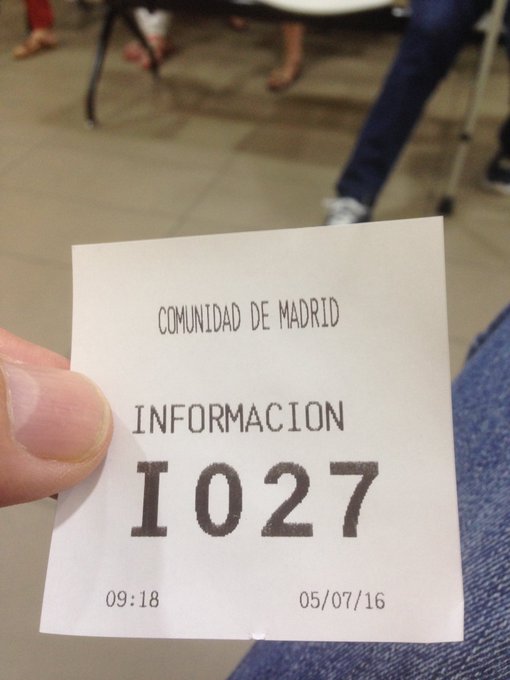 COMUNIDAD DE MADRID
INFORMACION
I027
09:18 05/07/16